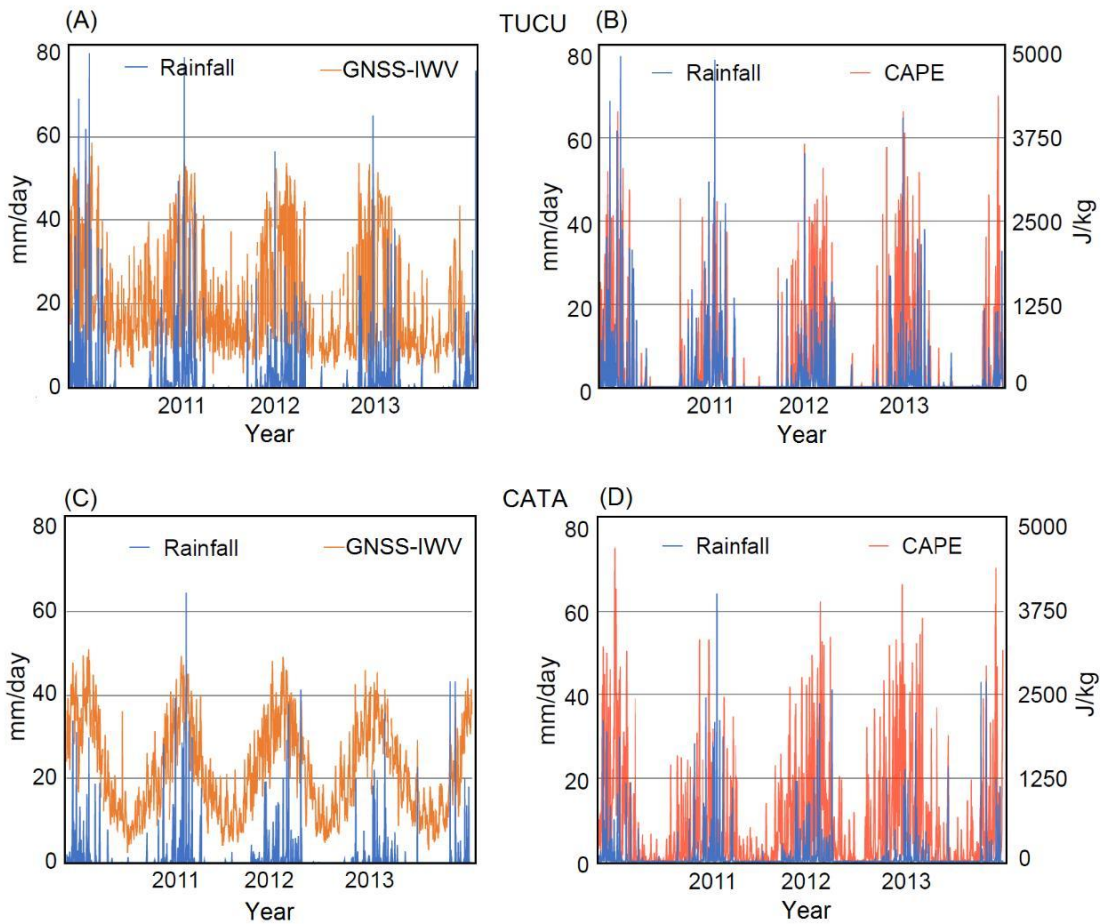 (A) TUCU (B)
80 80 5000
Rainfall GNSS-IWV Rainfall CAPE
60 60 3750
mm/day 40 mm/day 40 2500 J/kg
20 20 1250
0 0 0
2011 2012 2013 2011 2012 2013
Year Year
(C) CATA (D)
80 80 5000
Rainfall GNSS-IWV Rainfall CAPE
60 60 3750
mm/day 40 mm/day 40 2500 J/kg
20 20 1250
0 0 0
2011 2012 2013 2011 2012 2013
Year Year